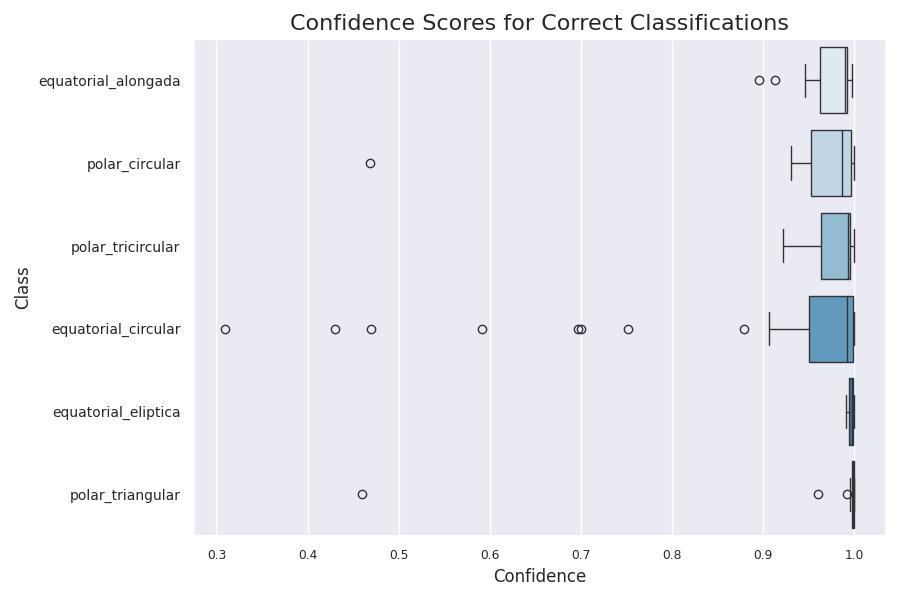 Confidence Scores for Correct Classifications
equatorial_alongada
polar_circular
polar_tricircular
equatorial_circular
equatorial_eliptica
polar_triangular
Class
0.3 0.4 0.5 0.6 0.7 0.8 0.9 1.0
Confidence